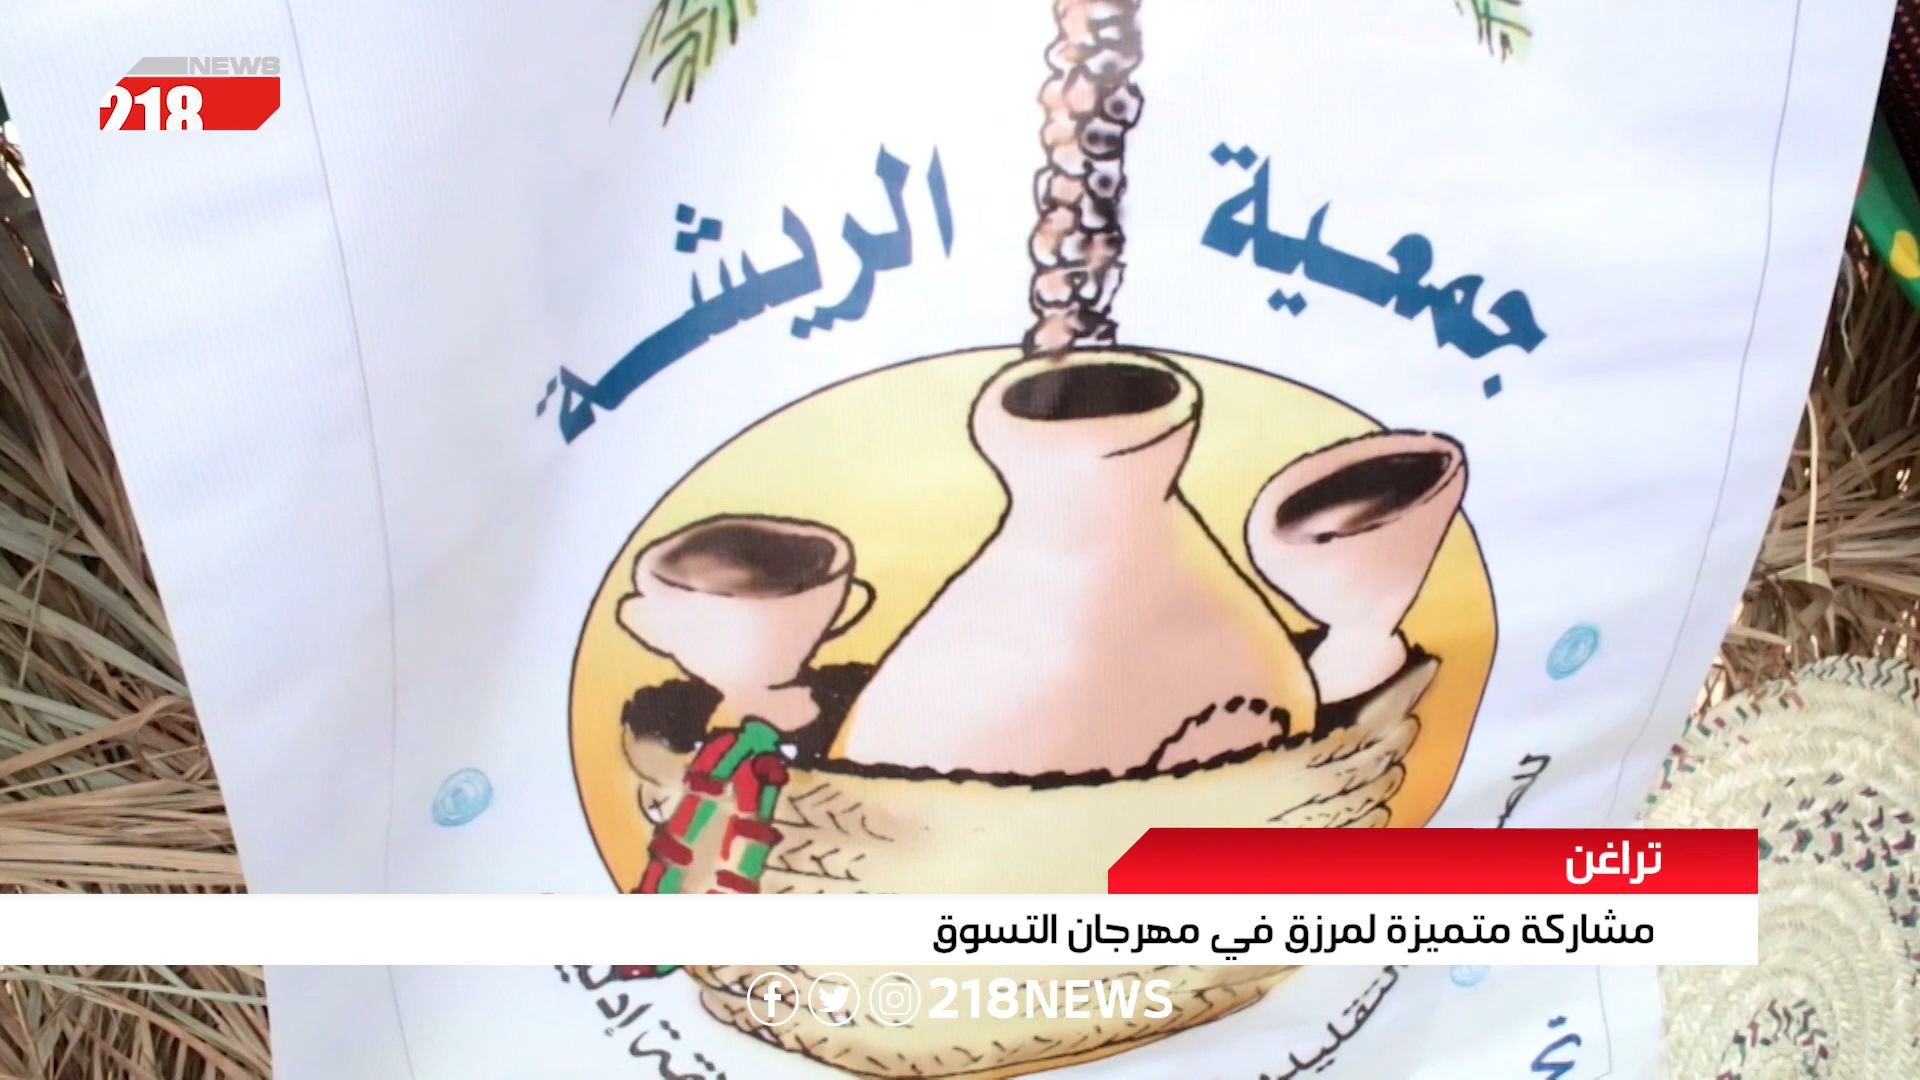 NEWS
218
جمعية الريشة
تراغن
مشاركة متميزة لمرزق في مهرجان التسوق
218NEWS